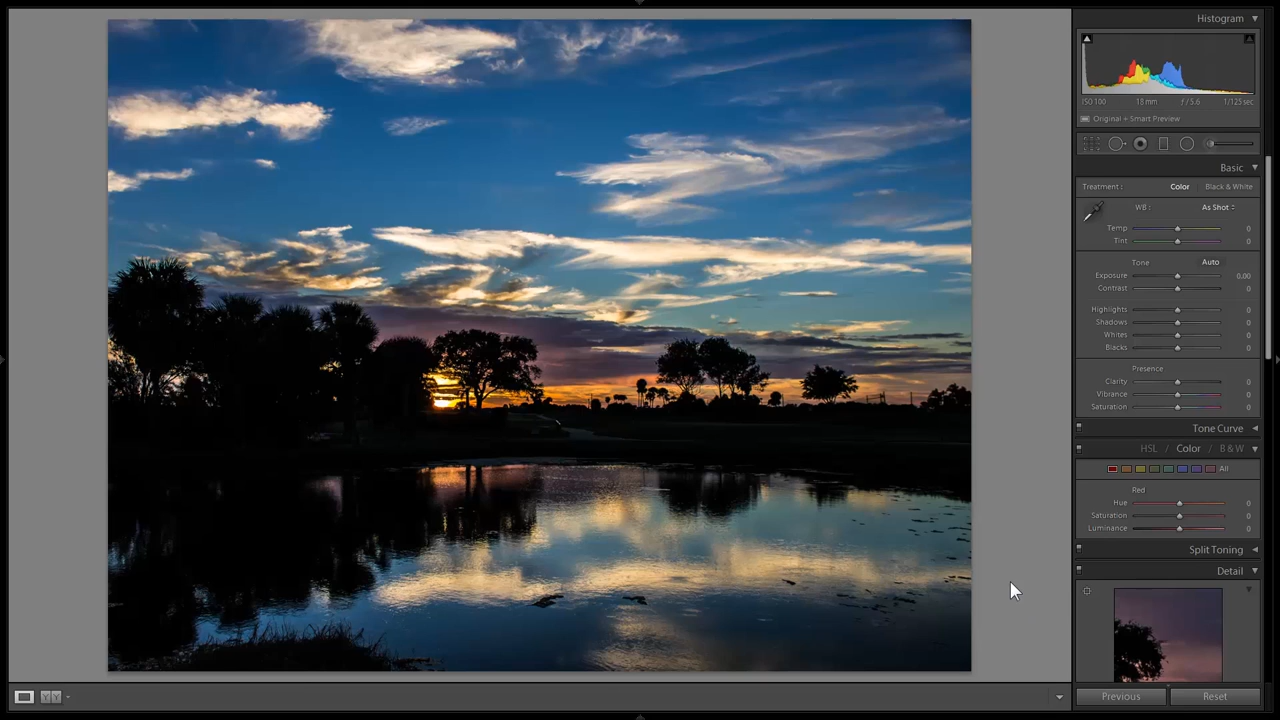 Histogram
ISO 100 18 mm ƒ / 5.6 1/125 sec
Original + Smart Preview
Basic
Treatment : Color Black & White
WB : As Shot
Temp 0
Tint 0
Tone Auto
Exposure 0.00
Contrast 0
Highlights 0
Shadows 0
Whites 0
Blacks 0
Presence
Clarity 0
Vibrance 0
Saturation 0
Tone Curve
HSL / Color / B & W
All
Red
Hue 0
Saturation 0
Luminance 0
Split Toning
Detail
Y Y
Previous Reset